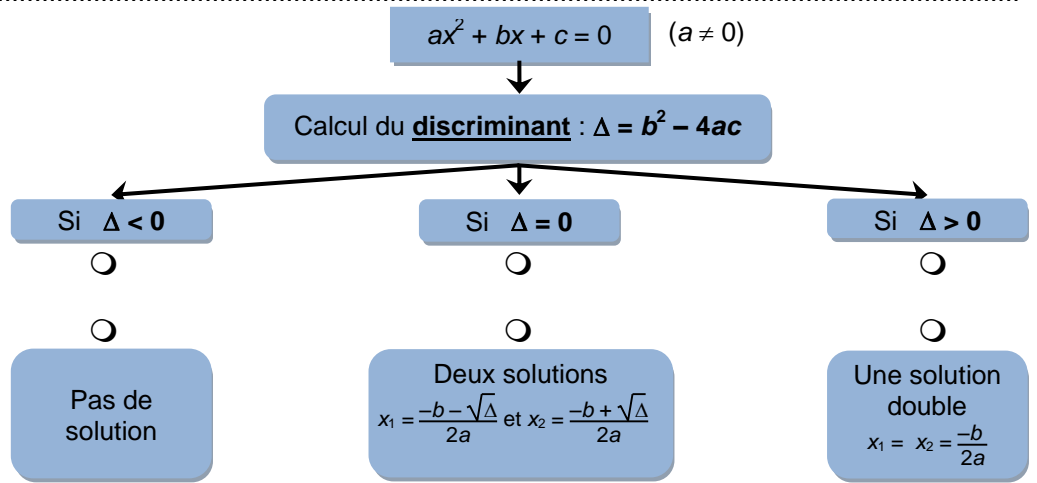 ax² + bx + c = 0 (a ≠ 0)
Calcul du discriminant : Δ = b² – 4ac
Si Δ < 0
Si Δ = 0
Si Δ > 0
Pas de
solution
Deux solutions
x₁ = (–b – √Δ)/2a et x₂ = (–b + √Δ)/2a
Une solution
double
x₁ = x₂ = –b/2a